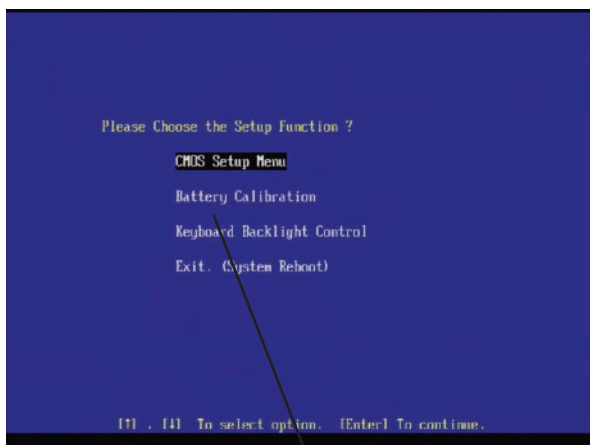 Please Choose the Setup Function ?
CMOS Setup Menu
Battery Calibration
Keyboard Backlight Control
Exit. (System Reboot)
[↑] , [↓] To select option. [Enter] To continue.